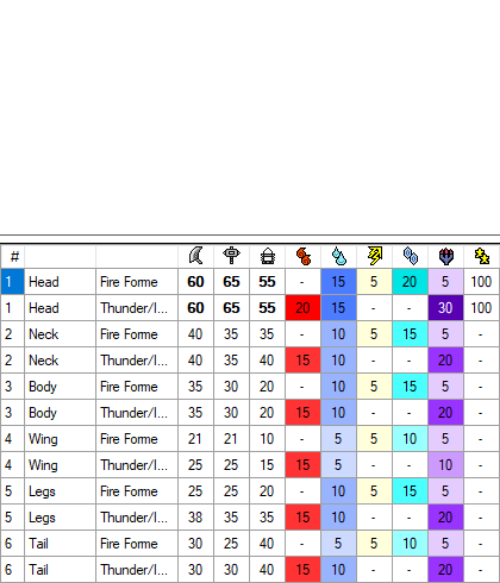 #
1 Head Fire Forme 60 65 55 - 15 5 20 5 100
1 Head Thunder/I... 60 65 55 20 15 - - 30 100
2 Neck Fire Forme 40 35 35 - 10 5 15 5 -
2 Neck Thunder/I... 40 35 40 15 10 - - 20 -
3 Body Fire Forme 35 30 20 - 10 5 15 5 -
3 Body Thunder/I... 35 30 20 15 10 - - 20 -
4 Wing Fire Forme 21 21 10 - 5 5 10 5 -
4 Wing Thunder/I... 25 25 15 15 5 - - 10 -
5 Legs Fire Forme 25 25 20 - 10 5 15 5 -
5 Legs Thunder/I... 38 35 35 15 10 - - 20 -
6 Tail Fire Forme 30 25 40 - 5 5 10 5 -
6 Tail Thunder/I... 30 30 40 15 10 - - 20 -